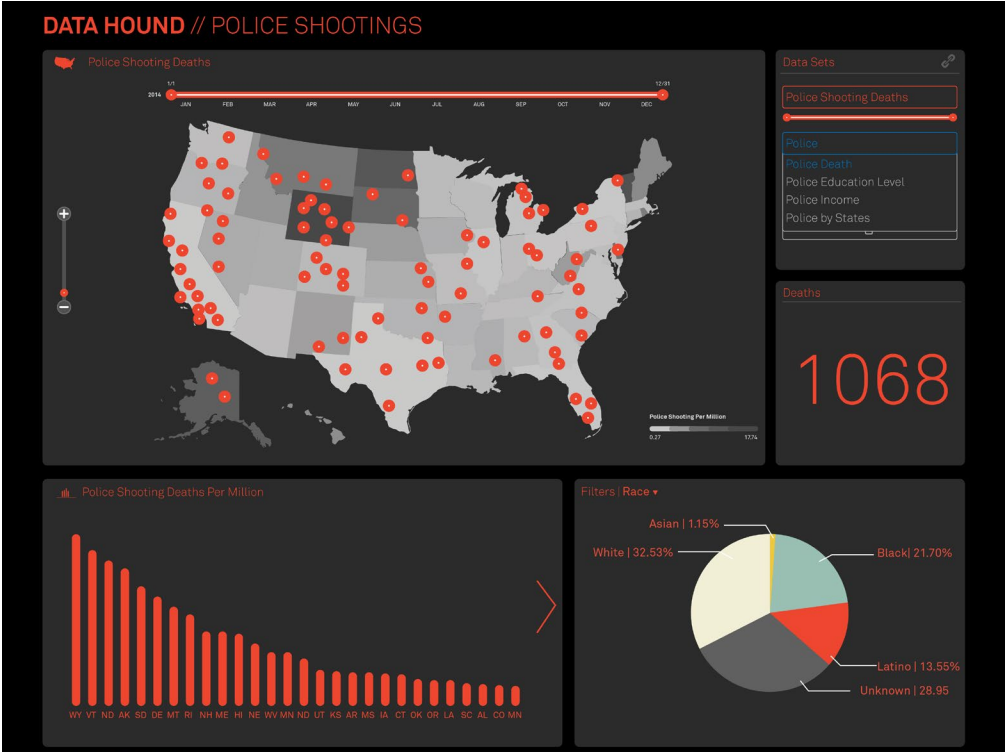 DATA HOUND // POLICE SHOOTINGS
Police Shooting Deaths
1/1
12/31
2014
JAN FEB MAR APR MAY JUN JUL AUG SEP OCT NOV DEC
Police Shooting Per Million
0.27 17.74
Data Sets
Police Shooting Deaths
Police
Police Death
Police Education Level
Police Income
Police by States
Deaths
1068
Police Shooting Deaths Per Million
WY VT ND AK SD DE MT RI NH ME HI NE WV MN ND UT KS AR MS IA CT OK OR LA SC AL CO MN
Filters | Race ▾
Asian | 1.15%
White | 32.53%
Black| 21.70%
Latino | 13.55%
Unknown | 28.95